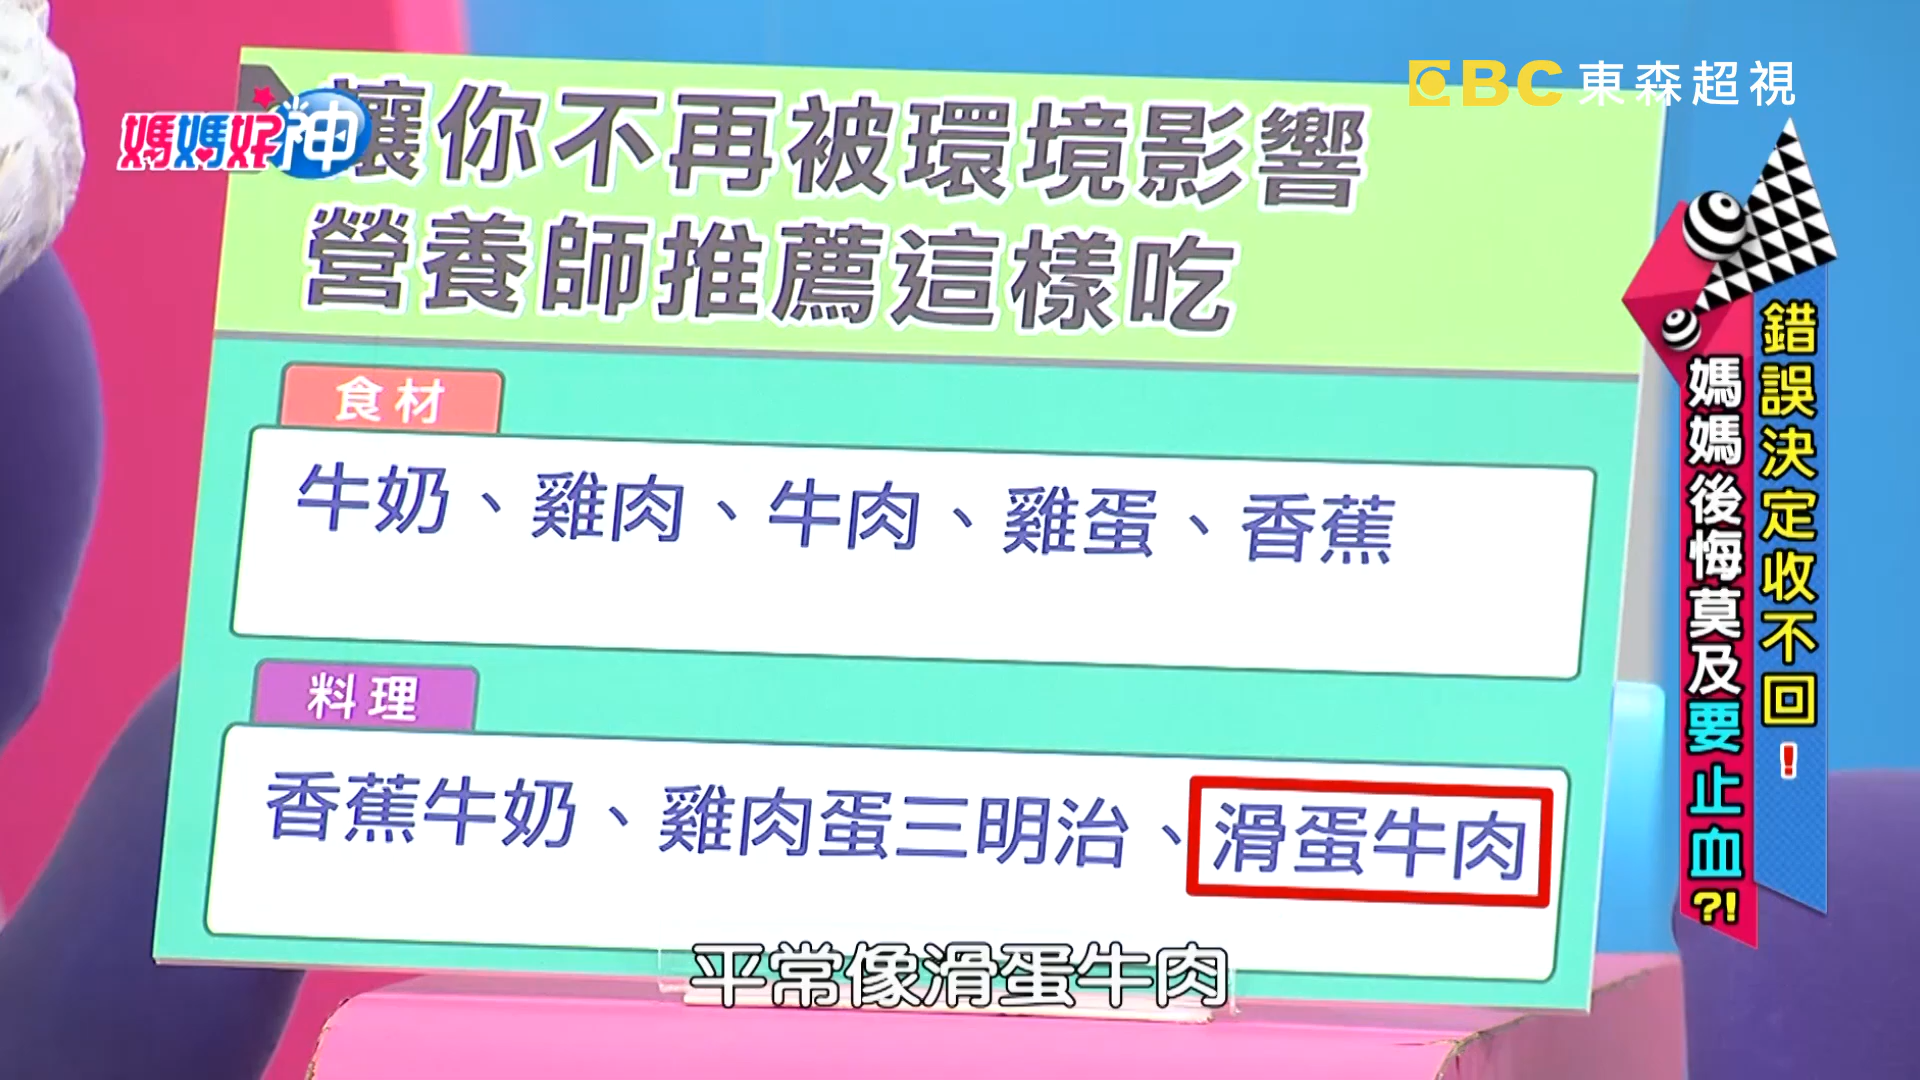 EBC 東森超視
媽媽好神
讓你不再被環境影響
營養師推薦這樣吃
食材
牛奶、雞肉、牛肉、雞蛋、香蕉
料理
香蕉牛奶、雞肉蛋三明治、滑蛋牛肉
錯誤決定收不回！
媽媽後悔莫及要止血?!
平常像滑蛋牛肉